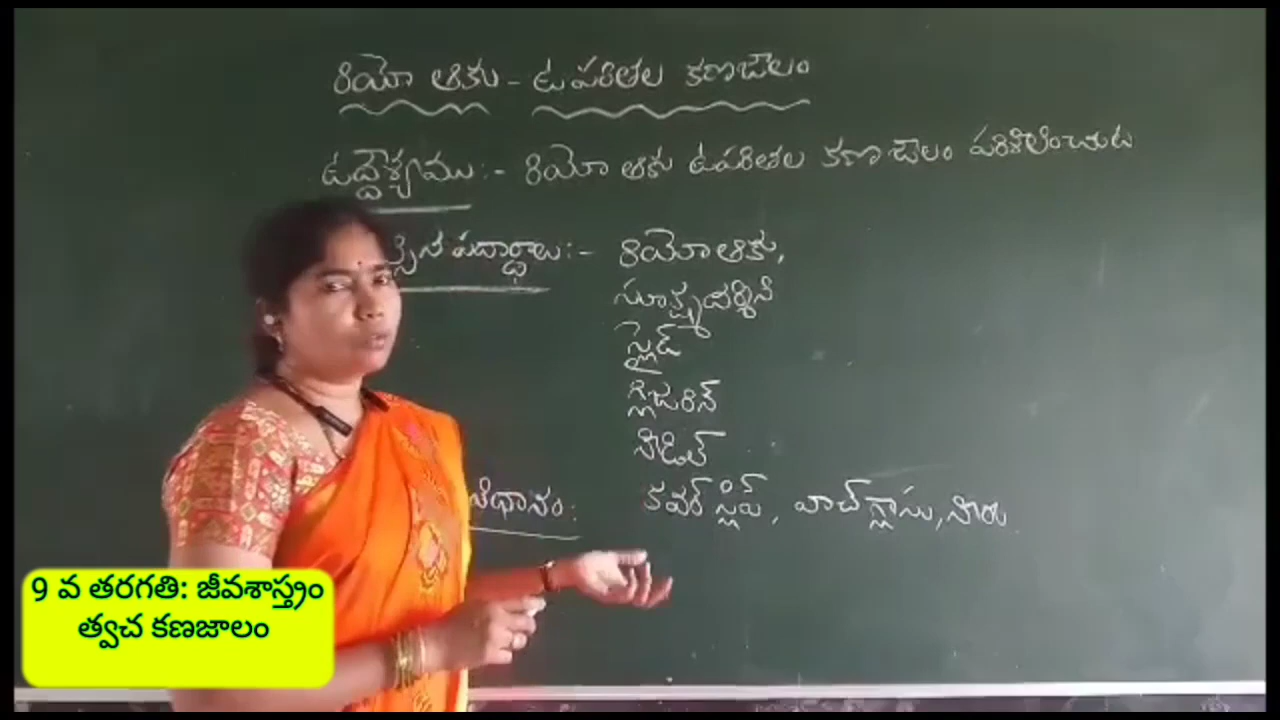 రియో ఆకు - ఉపరితల కణజాలం
ఉద్దేశ్యము:- రియో ఆకు ఉపరితల కణజాలం పరిశీలించుట
పదార్థాలు:- రియో ఆకు,
సూక్ష్మదర్శిని
స్లైడ్
గ్లిజరిన్
నీడిల్
విధానం: కవర్ స్లిప్, వాచ్ గ్లాసు, నీరు
9 వ తరగతి: జీవశాస్త్రం
త్వచ కణజాలం